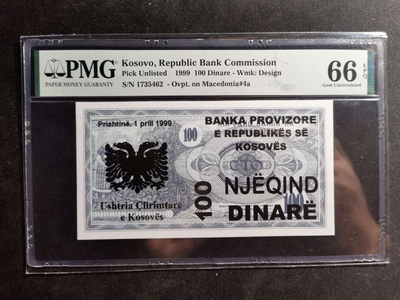 PMG
PAPER MONEY GUARANTY
Kosovo, Republic Bank Commission
Pick Unlisted 1999 100 Dinare - Wmk: Design
S/N 1735462 - Ovpt. on Macedonia#4a
66 EPQ
Gem Uncirculated
Prishtinë, 1 prill 1999
BANKA PROVIZORE
E REPUBLIKËS SË
KOSOVËS
100
Ushtria Çlirimtare
e Kosovës
100
NJËQIND
DINARË